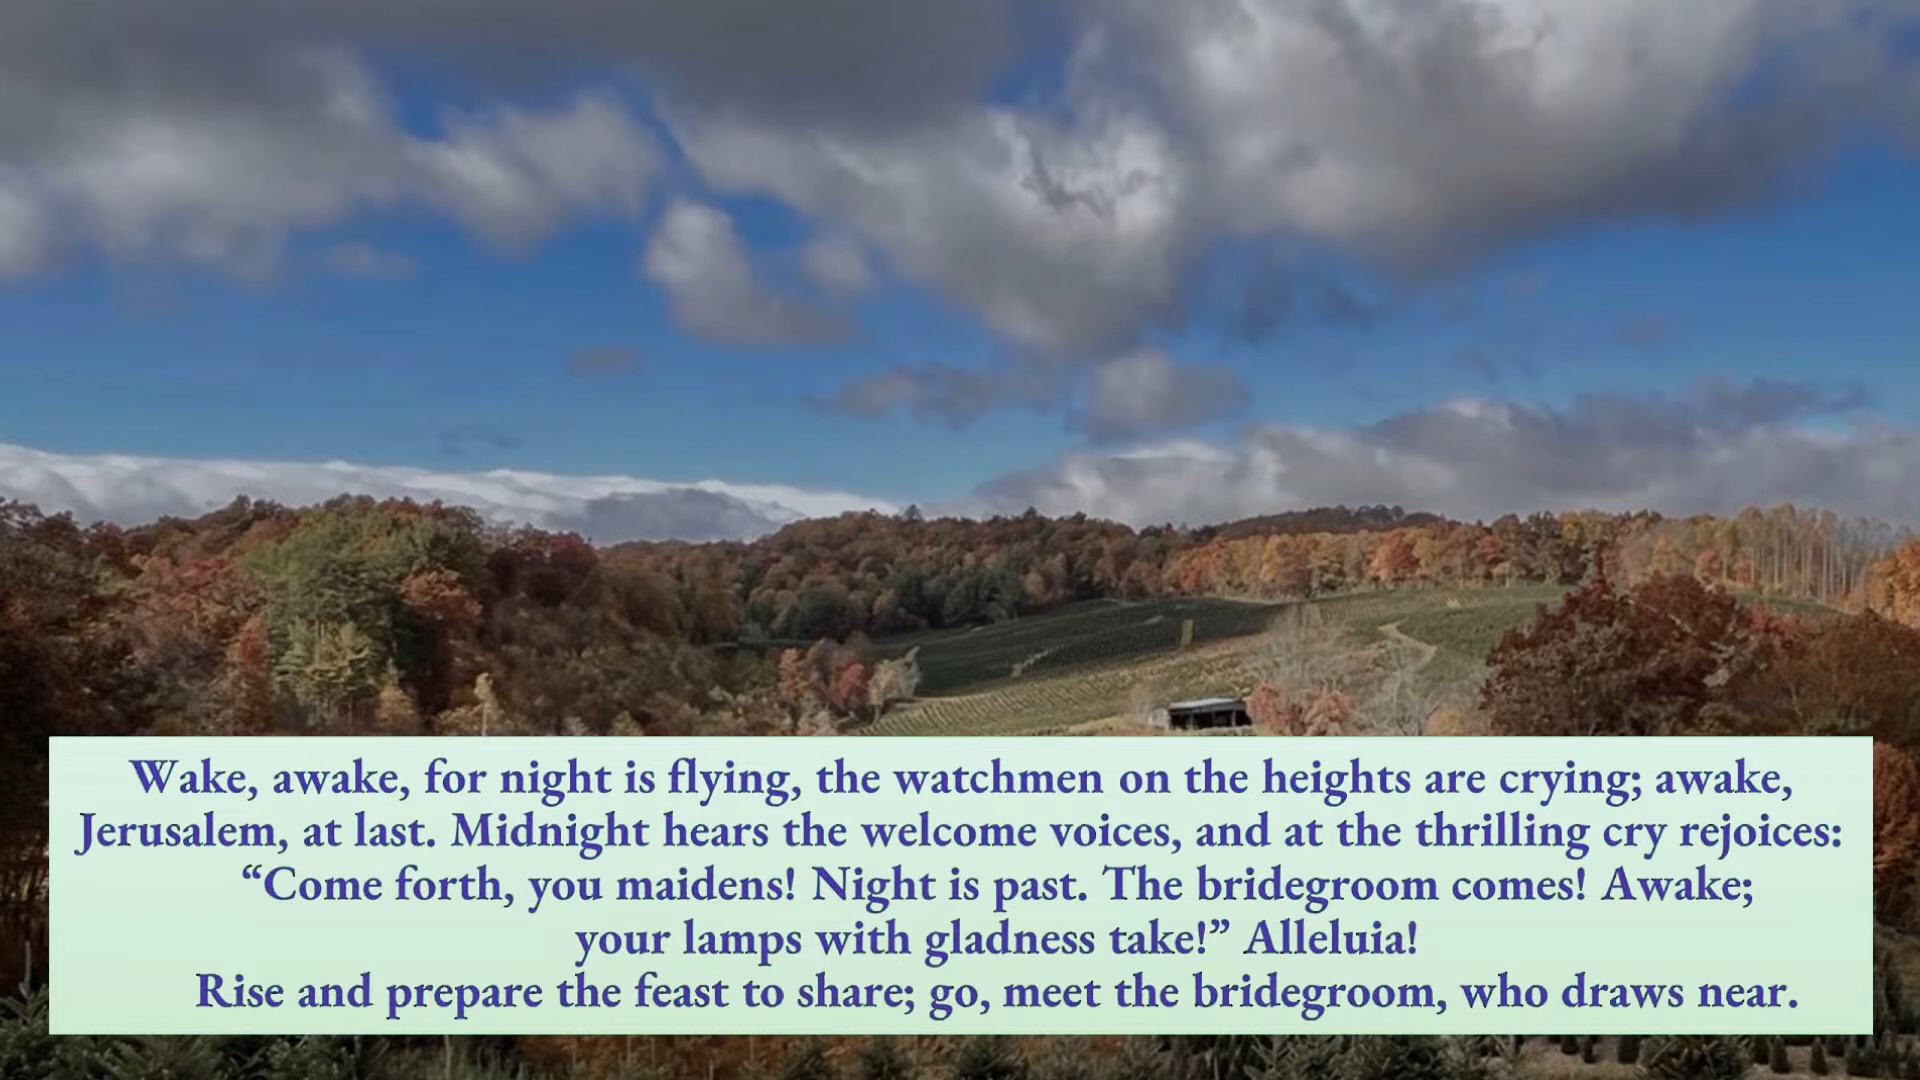 Wake, awake, for night is flying, the watchmen on the heights are crying; awake,
Jerusalem, at last. Midnight hears the welcome voices, and at the thrilling cry rejoices:
“Come forth, you maidens! Night is past. The bridegroom comes! Awake;
your lamps with gladness take!” Alleluia!
Rise and prepare the feast to share; go, meet the bridegroom, who draws near.